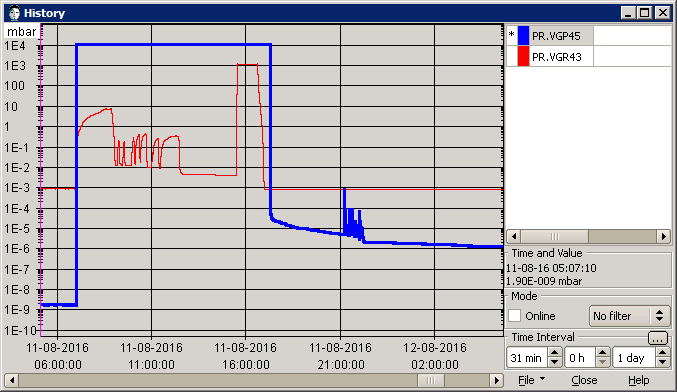 History
mbar
1E4
1E3
100
10
1
1E-1
1E-2
1E-3
1E-4
1E-5
1E-6
1E-7
1E-8
1E-9
1E-10
11-08-2016 11-08-2016 11-08-2016 11-08-2016 12-08-2016
06:00:00 11:00:00 16:00:00 21:00:00 02:00:00
* PR.VGP45
PR.VGR43
Time and Value
11-08-16 05:07:10
1.90E-009 mbar
Mode
Online No filter
Time Interval ...
31 min 0 h 1 day
File Close Help